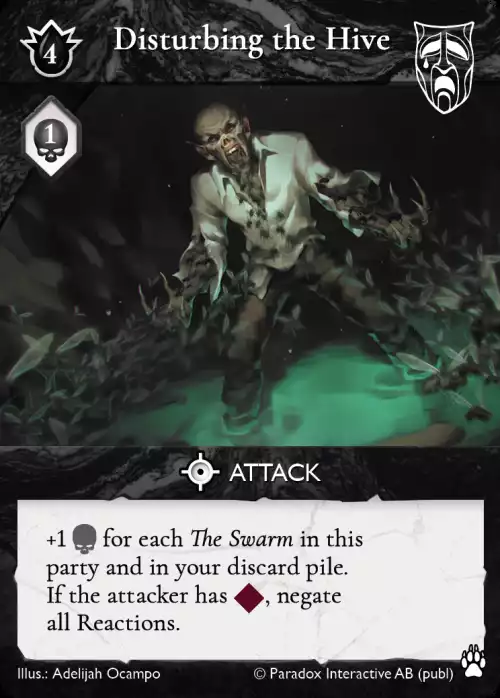 4
Disturbing the Hive
1
ATTACK
+1 for each The Swarm in this
party and in your discard pile.
If the attacker has , negate
all Reactions.
Illus.: Adelijah Ocampo
© Paradox Interactive AB (publ)